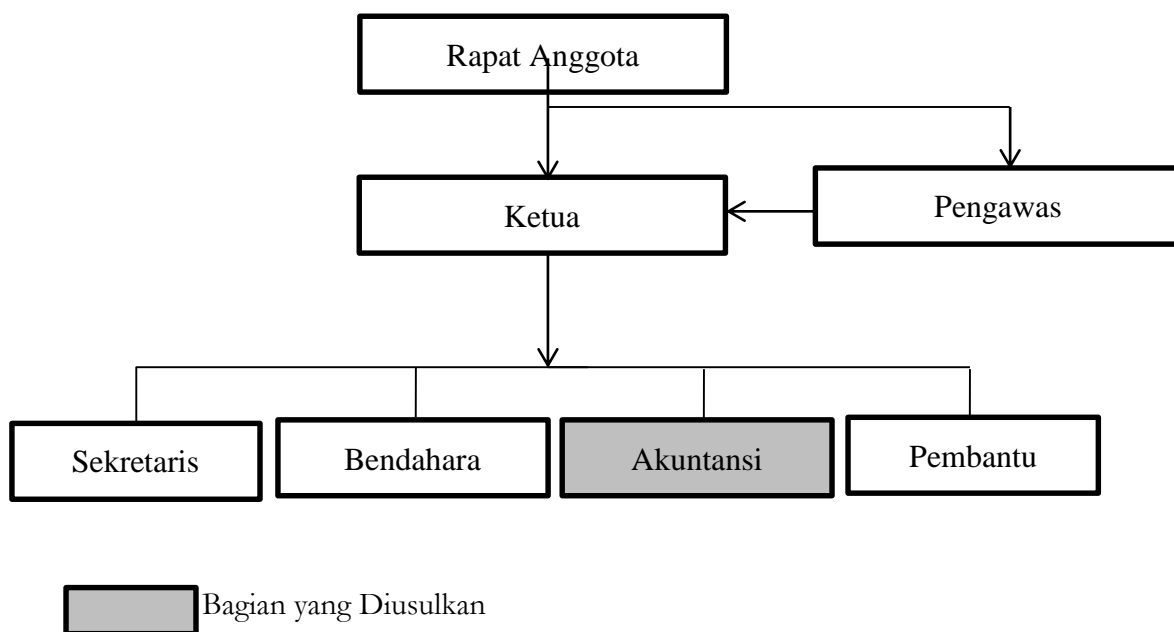 Rapat Anggota
Ketua
Pengawas
Sekretaris
Bendahara
Akuntansi
Pembantu
Bagian yang Diusulkan